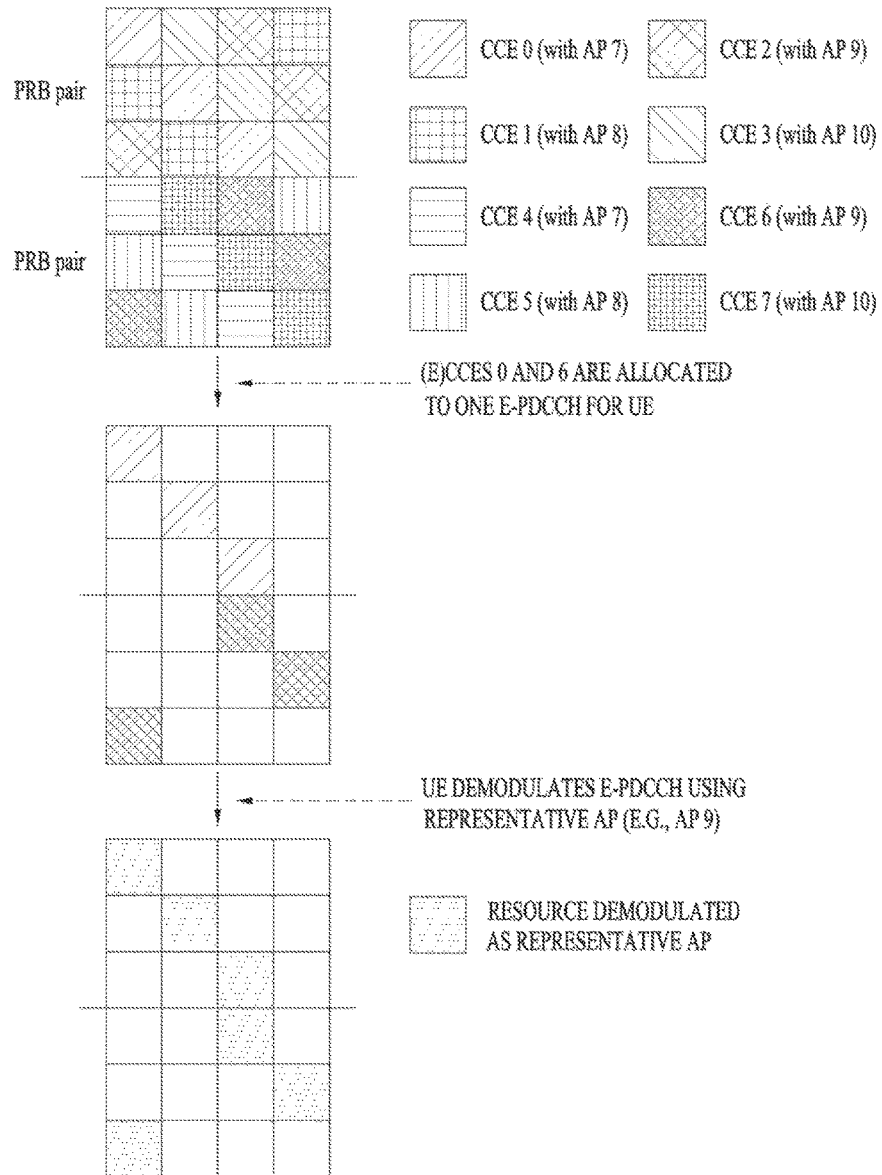 PRB pair
PRB pair
CCE 0 (with AP 7)
CCE 2 (with AP 9)
CCE 1 (with AP 8)
CCE 3 (with AP 10)
CCE 4 (with AP 7)
CCE 6 (with AP 9)
CCE 5 (with AP 8)
CCE 7 (with AP 10)
(E)CCES 0 AND 6 ARE ALLOCATED
TO ONE E-PDCCH FOR UE
UE DEMODULATES E-PDCCH USING
REPRESENTATIVE AP (E.G., AP 9)
RESOURCE DEMODULATED
AS REPRESENTATIVE AP